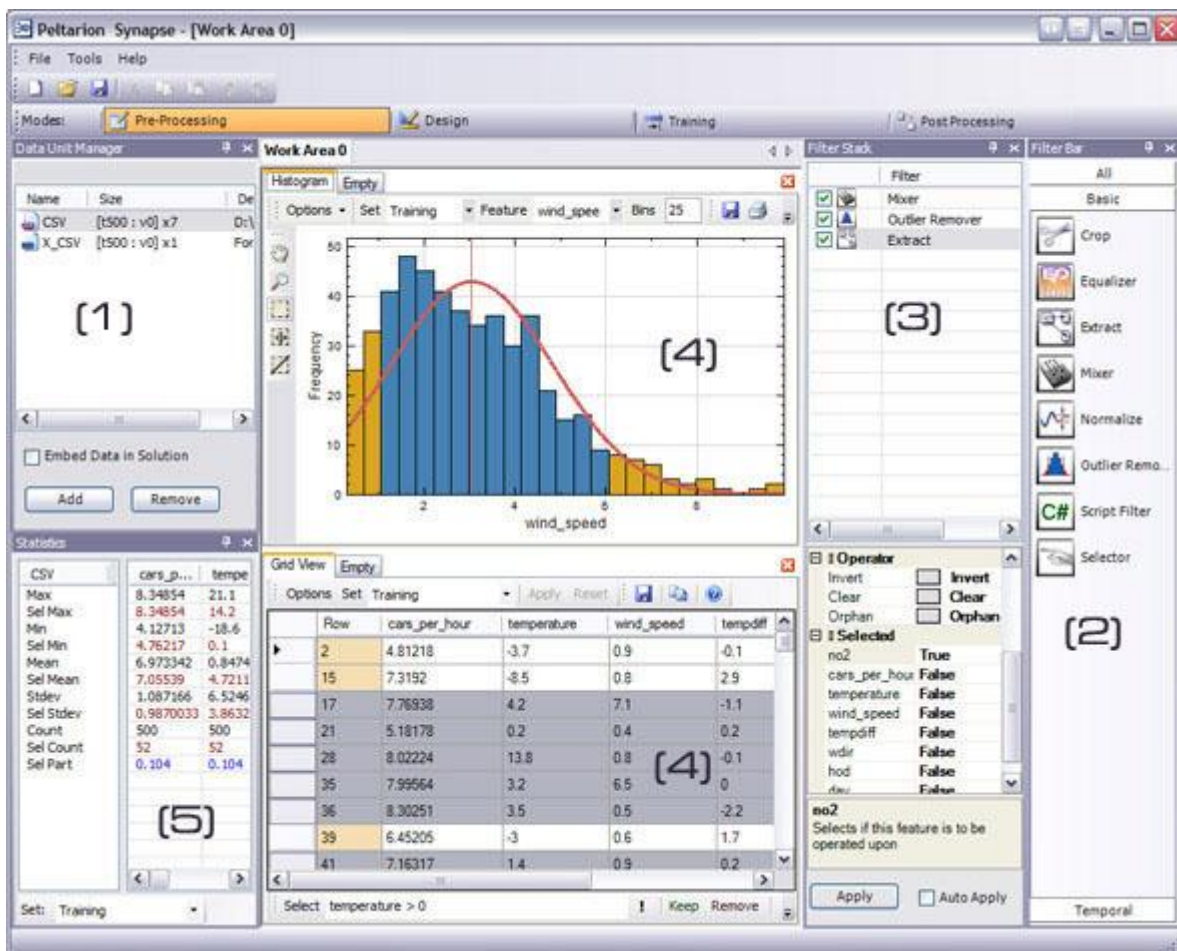 Peltarion Synapse - [Work Area 0]
File Tools Help
Modes: Pre-Processing Design Training Post Processing
Data Unit Manager
Name Size De
CSV [t500 : v0] x7 D:\
X_CSV [t500 : v0] x1 For
(1)
Embed Data in Solution
Add Remove
Statistics
CSV cars_p... tempe
Max 8.34854 21.1
Sel Max 8.34854 14.2
Min 4.12713 -18.6
Sel Min 4.76217 0.1
Mean 6.973342 0.8474
Sel Mean 7.05539 4.7211
Stdev 1.087166 6.5246
Sel Stdev 0.9870033 3.8632
Count 500 500
Sel Count 52 52
Sel Part 0.104 0.104
(5)
Set: Training
Work Area 0
Histogram Empty
Options Set Training Feature wind_spee Bins 25
50
40
30
20
10
0
Frequency
2 4 6 8
wind_speed
(4)
Grid View Empty
Options Set Training Apply Reset
Row cars_per_hour temperature wind_speed tempdiff
2 4.81218 -3.7 0.9 -0.1
15 7.3192 -8.5 0.8 2.9
17 7.76938 4.2 7.1 -1.1
21 5.18178 0.2 0.4 0.2
28 8.02224 13.8 0.8 -0.1
35 7.99564 3.2 6.5 0
36 8.30251 3.5 0.5 -2.2
39 6.45205 -3 0.6 1.7
41 7.16317 1.4 0.9 0.2
(4)
Select temperature > 0 ! Keep Remove
Filter Stack
Filter
Mixer
Outlier Remover
Extract
(3)
Operator
Invert Invert
Clear Clear
Orphan Orphan
Selected
no2 True
cars_per_hou False
temperature False
wind_speed False
tempdiff False
wdir False
hod False
day False
no2
Selects if this feature is to be
operated upon
Apply Auto Apply
Filter Bar
All
Basic
Crop
Equalizer
Extract
Mixer
Normalize
Outlier Remo...
C# Script Filter
Selector
(2)
Temporal